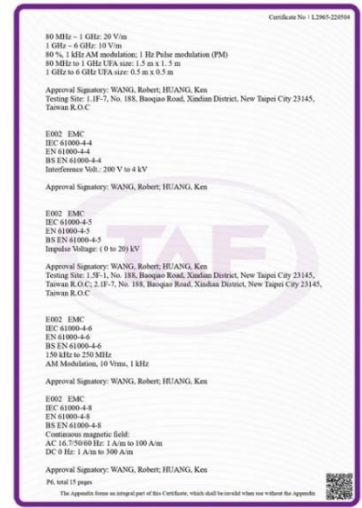 Certificate No : L2965-220504
80 MHz ~ 1 GHz: 20 V/m
1 GHz ~ 6 GHz: 10 V/m
80 %, 1 kHz AM modulation; 1 Hz Pulse modulation (PM)
80 MHz to 1 GHz UFA size: 1.5 m x 1. 5 m
1 GHz to 6 GHz UFA size: 0.5 m x 0.5 m
Approval Signatory: WANG, Robert; HUANG, Ken
Testing Site: 1.1F-7, No. 188, Baoqiao Road, Xindian District, New Taipei City 23145,
Taiwan R.O.C
E002 EMC
IEC 61000-4-4
EN 61000-4-4
BS EN 61000-4-4
Interference Volt.: 200 V to 4 kV
Approval Signatory: WANG, Robert; HUANG, Ken
E002 EMC
IEC 61000-4-5
EN 61000-4-5
BS EN 61000-4-5
Impulse Voltage: ( 0 to 20) kV
TAF
Approval Signatory: WANG, Robert; HUANG, Ken
Testing Site: 1.5F-1, No. 188, Baoqiao Road, Xindian District, New Taipei City 23145,
Taiwan R.O.C; 2.1F-7, No. 188, Baoqiao Road, Xindian District, New Taipei City 23145,
Taiwan R.O.C
E002 EMC
IEC 61000-4-6
EN 61000-4-6
BS EN 61000-4-6
150 kHz to 250 MHz
AM Modulation, 10 Vrms, 1 kHz
Approval Signatory: WANG, Robert; HUANG, Ken
E002 EMC
IEC 61000-4-8
EN 61000-4-8
BS EN 61000-4-8
Continuous magnetic field:
AC 16.7/50/60 Hz: 1 A/m to 100 A/m
DC 0 Hz: 1 A/m to 300 A/m
Approval Signatory: WANG, Robert; HUANG, Ken
P6, total 15 pages
The Appendix forms an integral part of this Certificate, which shall be invalid when use without the Appendix